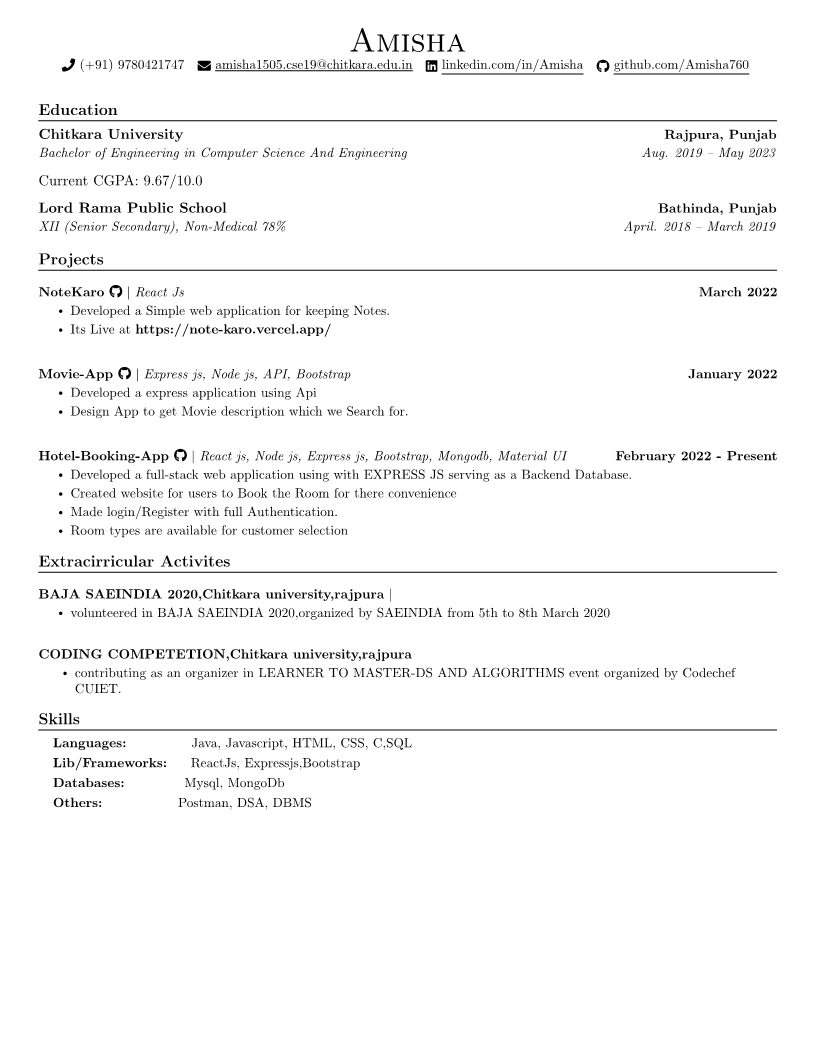 Amisha
(+91) 9780421747 amisha1505.cse19@chitkara.edu.in linkedin.com/in/Amisha github.com/Amisha760
Education
Chitkara University Rajpura, Punjab
Bachelor of Engineering in Computer Science And Engineering Aug. 2019 – May 2023
Current CGPA: 9.67/10.0
Lord Rama Public School Bathinda, Punjab
XII (Senior Secondary), Non-Medical 78% April. 2018 – March 2019
Projects
NoteKaro | React Js March 2022
• Developed a Simple web application for keeping Notes.
• Its Live at https://note-karo.vercel.app/
Movie-App | Express js, Node js, API, Bootstrap January 2022
• Developed a express application using Api
• Design App to get Movie description which we Search for.
Hotel-Booking-App | React js, Node js, Express js, Bootstrap, Mongodb, Material UI February 2022 - Present
• Developed a full-stack web application using with EXPRESS JS serving as a Backend Database.
• Created website for users to Book the Room for there convenience
• Made login/Register with full Authentication.
• Room types are available for customer selection
Extracirricular Activites
BAJA SAEINDIA 2020,Chitkara university,rajpura |
• volunteered in BAJA SAEINDIA 2020,organized by SAEINDIA from 5th to 8th March 2020
CODING COMPETETION,Chitkara university,rajpura
• contributing as an organizer in LEARNER TO MASTER-DS AND ALGORITHMS event organized by Codechef
CUIET.
Skills
Languages: Java, Javascript, HTML, CSS, C,SQL
Lib/Frameworks: ReactJs, Expressjs,Bootstrap
Databases: Mysql, MongoDb
Others: Postman, DSA, DBMS